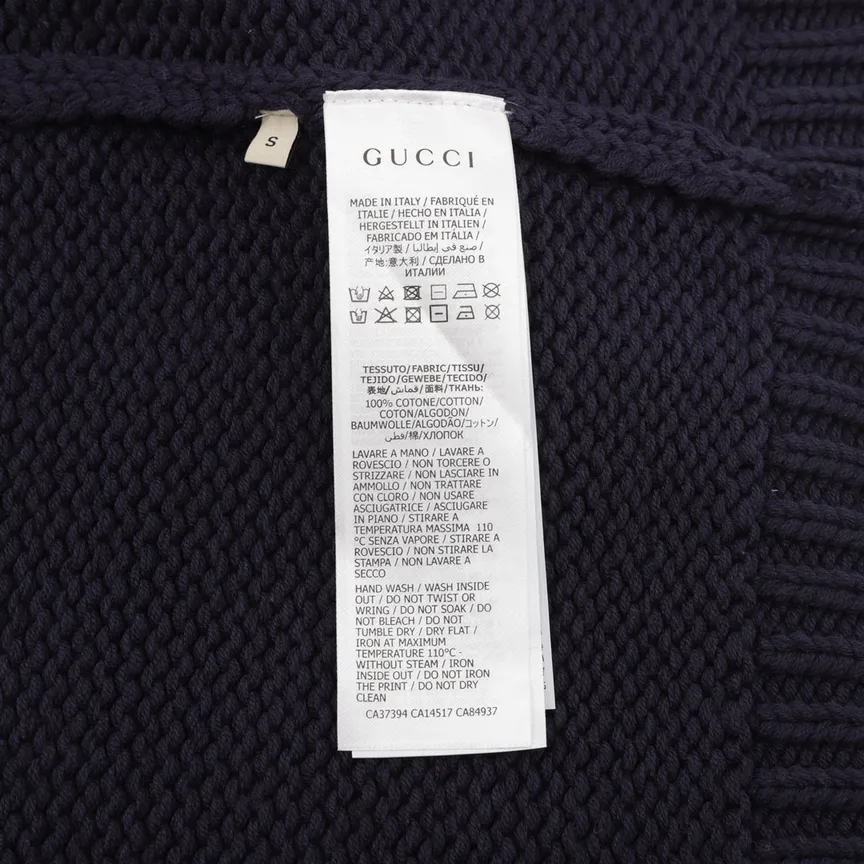 S
GUCCI
MADE IN ITALY / FABRIQUÉ EN
ITALIE / HECHO EN ITALIA /
HERGESTELLT IN ITALIEN /
FABRICADO EM ITÁLIA /
イタリア製 / صنع في إيطاليا /
产地:意大利 / СДЕЛАНО В
ИТАЛИИ
TESSUTO/FABRIC/TISSU/
TEJIDO/GEWEBE/TECIDO/
表地/قماش/面料/ТКАНЬ:
100% COTONE/COTTON/
COTON/ALGODON/
BAUMWOLLE/ALGODÃO/コットン/
قطن/棉/ХЛОПОК
LAVARE A MANO / LAVARE A
ROVESCIO / NON TORCERE O
STRIZZARE / NON LASCIARE IN
AMMOLLO / NON TRATTARE
CON CLORO / NON USARE
ASCIUGATRICE / ASCIUGARE
IN PIANO / STIRARE A
TEMPERATURA MASSIMA 110
°C SENZA VAPORE / STIRARE A
ROVESCIO / NON STIRARE LA
STAMPA / NON LAVARE A
SECCO
HAND WASH / WASH INSIDE
OUT / DO NOT TWIST OR
WRING / DO NOT SOAK / DO
NOT BLEACH / DO NOT
TUMBLE DRY / DRY FLAT /
IRON AT MAXIMUM
TEMPERATURE 110°C -
WITHOUT STEAM / IRON
INSIDE OUT / DO NOT IRON
THE PRINT / DO NOT DRY
CLEAN
CA37394 CA14517 CA84937